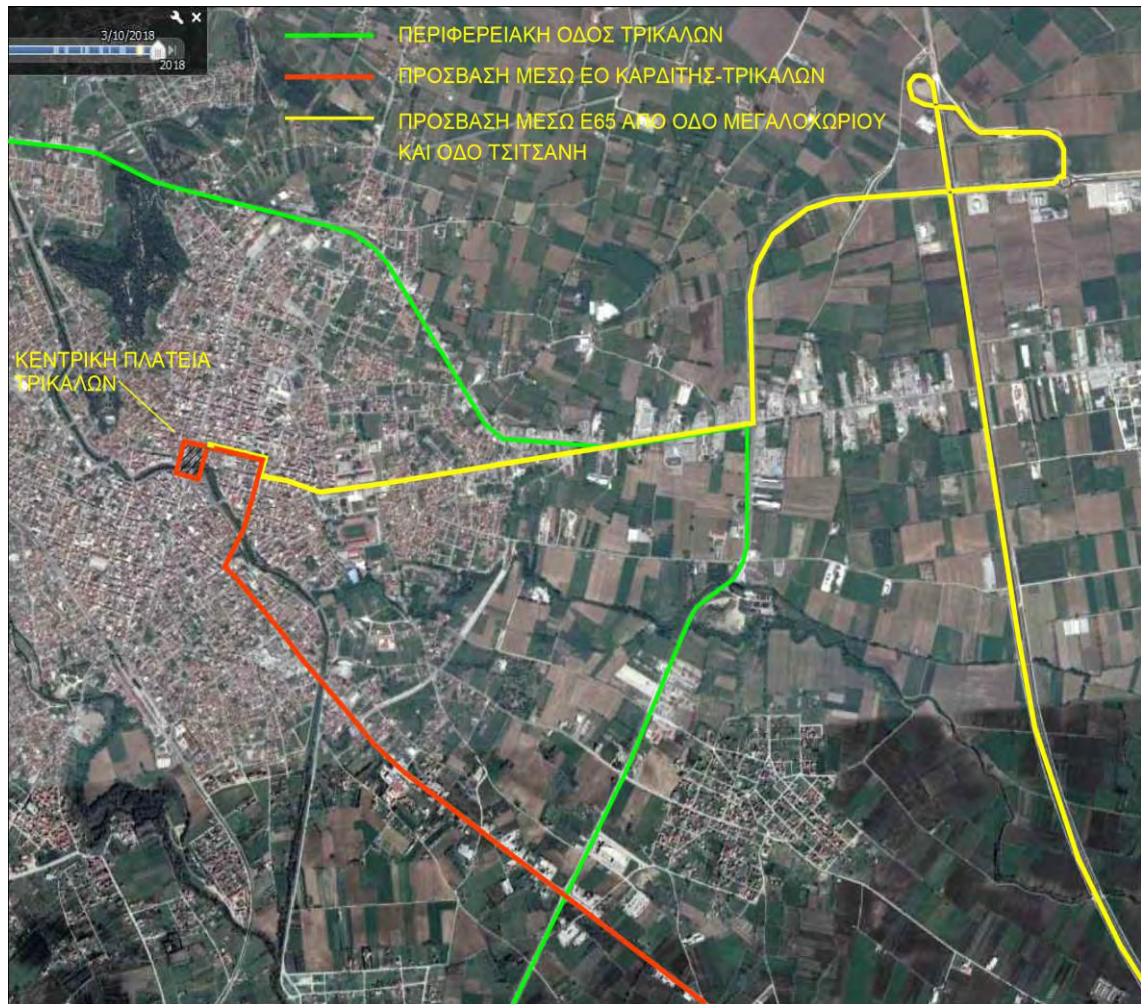 3/10/2018
2018
ΠΕΡΙΦΕΡΕΙΑΚΗ ΟΔΟΣ ΤΡΙΚΑΛΩΝ
ΠΡΟΣΒΑΣΗ ΜΕΣΩ ΕΟ ΚΑΡΔΙΤΗΣ-ΤΡΙΚΑΛΩΝ
ΠΡΟΣΒΑΣΗ ΜΕΣΩ Ε65 ΑΠΟ ΟΔΟ ΜΕΓΑΛΟΧΩΡΙΟΥ
ΚΑΙ ΟΔΟ ΤΣΙΤΣΑΝΗ
ΚΕΝΤΡΙΚΗ ΠΛΑΤΕΙΑ
ΤΡΙΚΑΛΩΝ